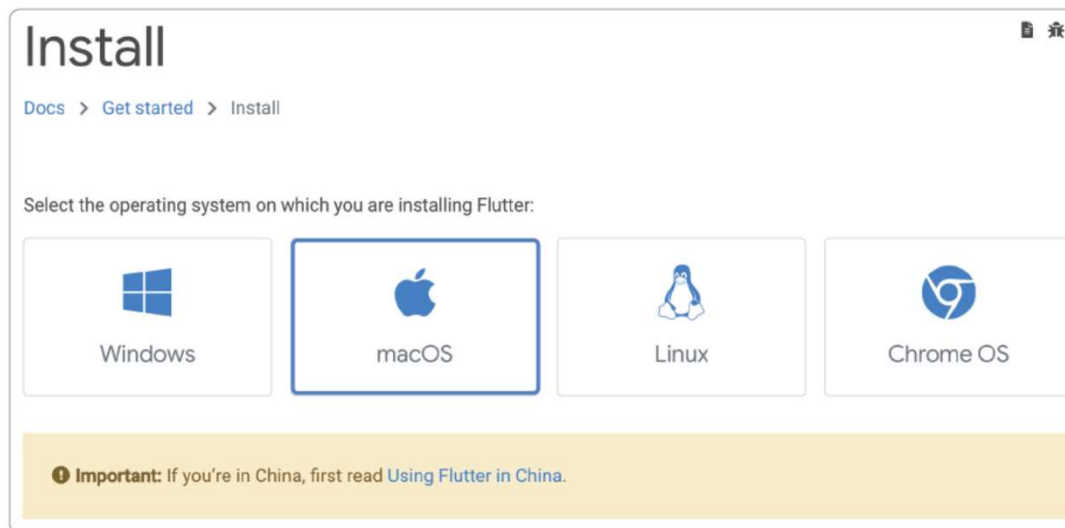 Install
Docs > Get started > Install
Select the operating system on which you are installing Flutter:
Windows macOS Linux Chrome OS
Important: If you’re in China, first read Using Flutter in China.